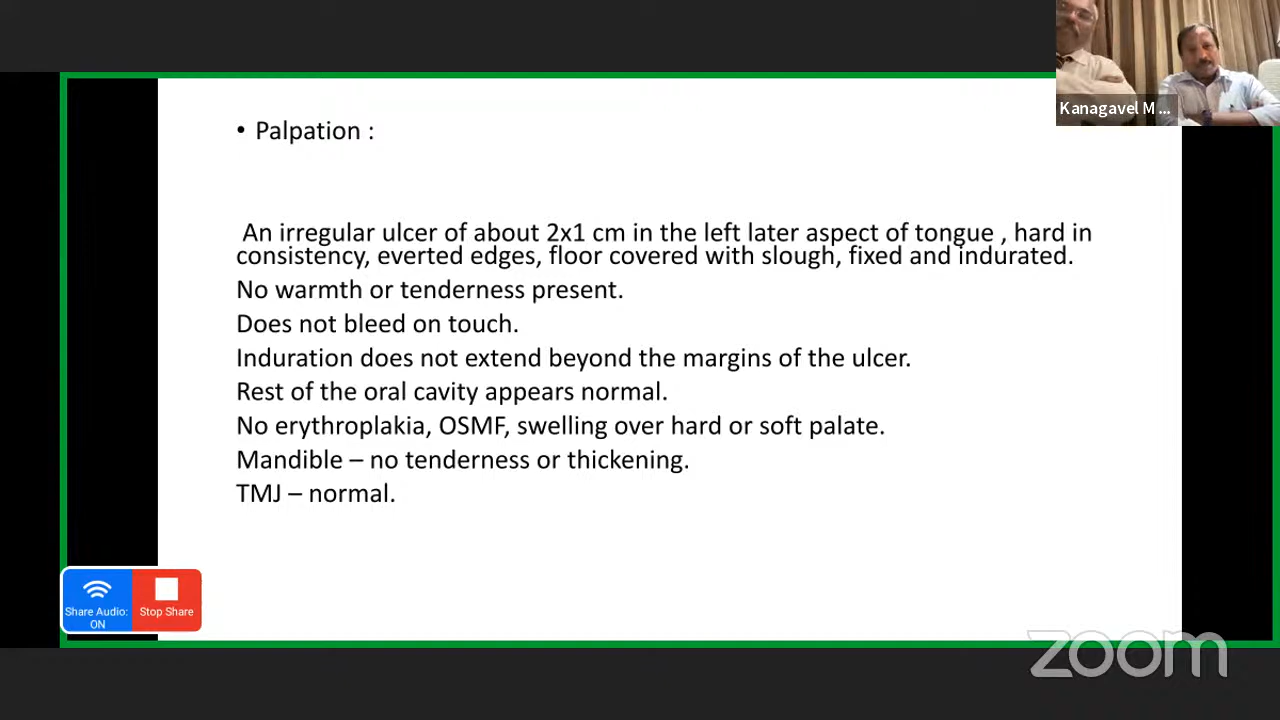 Kanagavel M ...
• Palpation :
An irregular ulcer of about 2x1 cm in the left later aspect of tongue , hard in
consistency, everted edges, floor covered with slough, fixed and indurated.
No warmth or tenderness present.
Does not bleed on touch.
Induration does not extend beyond the margins of the ulcer.
Rest of the oral cavity appears normal.
No erythroplakia, OSMF, swelling over hard or soft palate.
Mandible – no tenderness or thickening.
TMJ – normal.
Share Audio:
ON
Stop Share
zoom